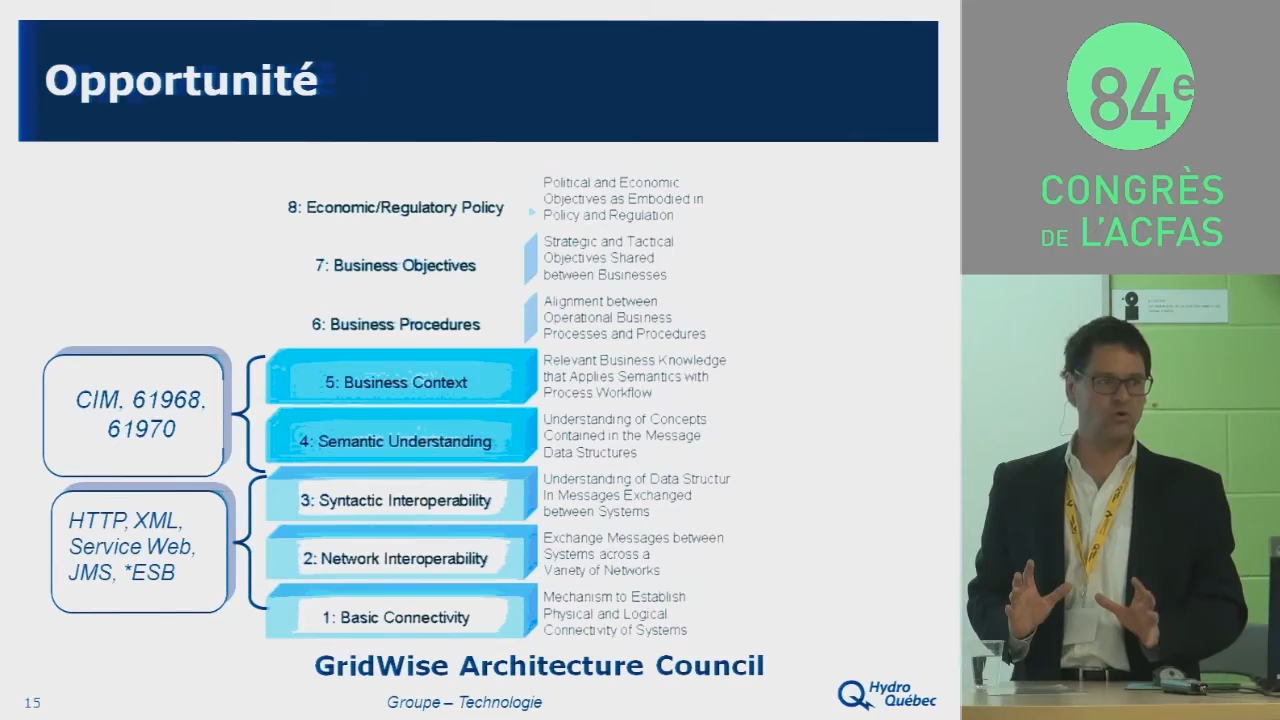 Opportunité
8: Economic/Regulatory Policy
Political and Economic
Objectives as Embodied in
Policy and Regulation
7: Business Objectives
Strategic and Tactical
Objectives Shared
between Businesses
6: Business Procedures
Alignment between
Operational Business
Processes and Procedures
CIM, 61968,
61970
5: Business Context
Relevant Business Knowledge
that Applies Semantics with
Process Workflow
4: Semantic Understanding
Understanding of Concepts
Contained in the Message
Data Structures
HTTP, XML,
Service Web,
JMS, *ESB
3: Syntactic Interoperability
Understanding of Data Structur
in Messages Exchanged
between Systems
2: Network Interoperability
Exchange Messages between
Systems across a
Variety of Networks
1: Basic Connectivity
Mechanism to Establish
Physical and Logical
Connectivity of Systems
GridWise Architecture Council
15
Groupe – Technologie
Hydro
Québec
84e
CONGRÈS
DE L'ACFAS